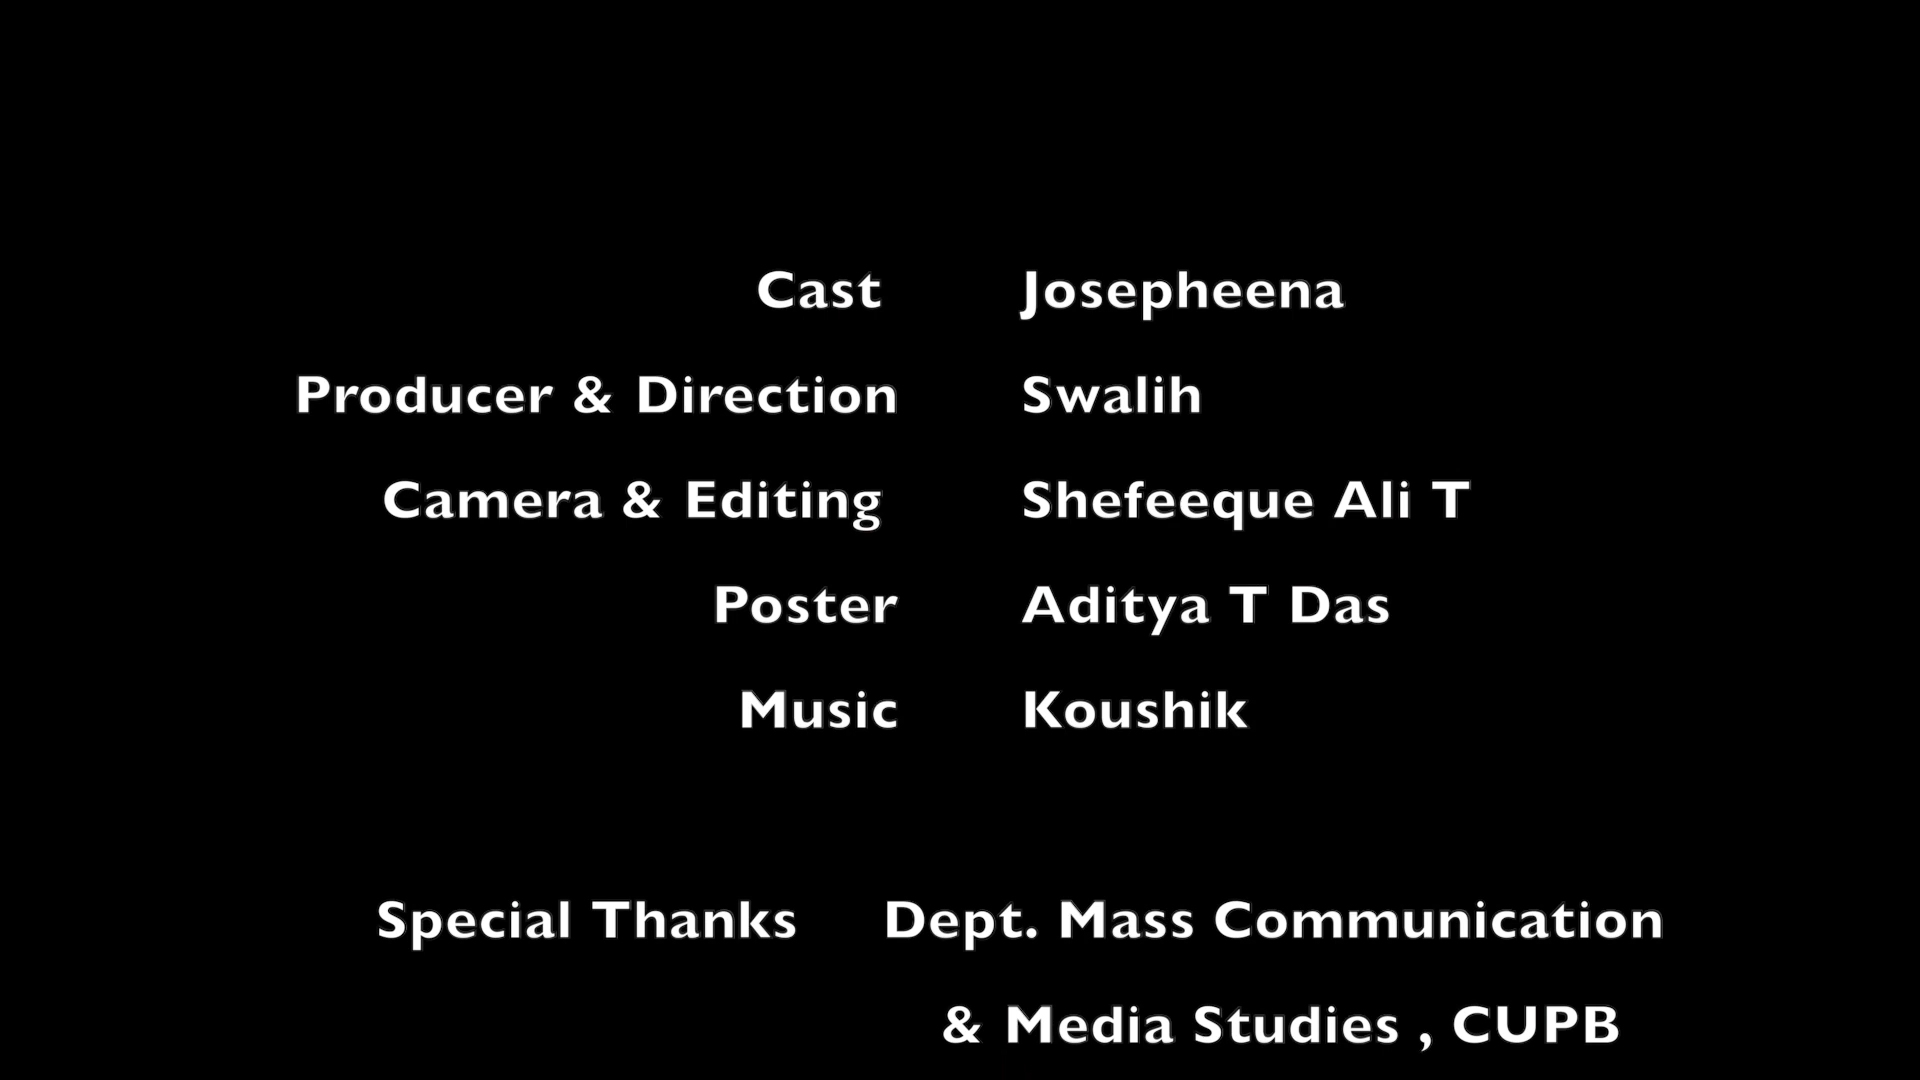 Cast Josepheena
Producer & Direction Swalih
Camera & Editing Shefeeque Ali T
Poster Aditya T Das
Music Koushik
Special Thanks Dept. Mass Communication
& Media Studies , CUPB